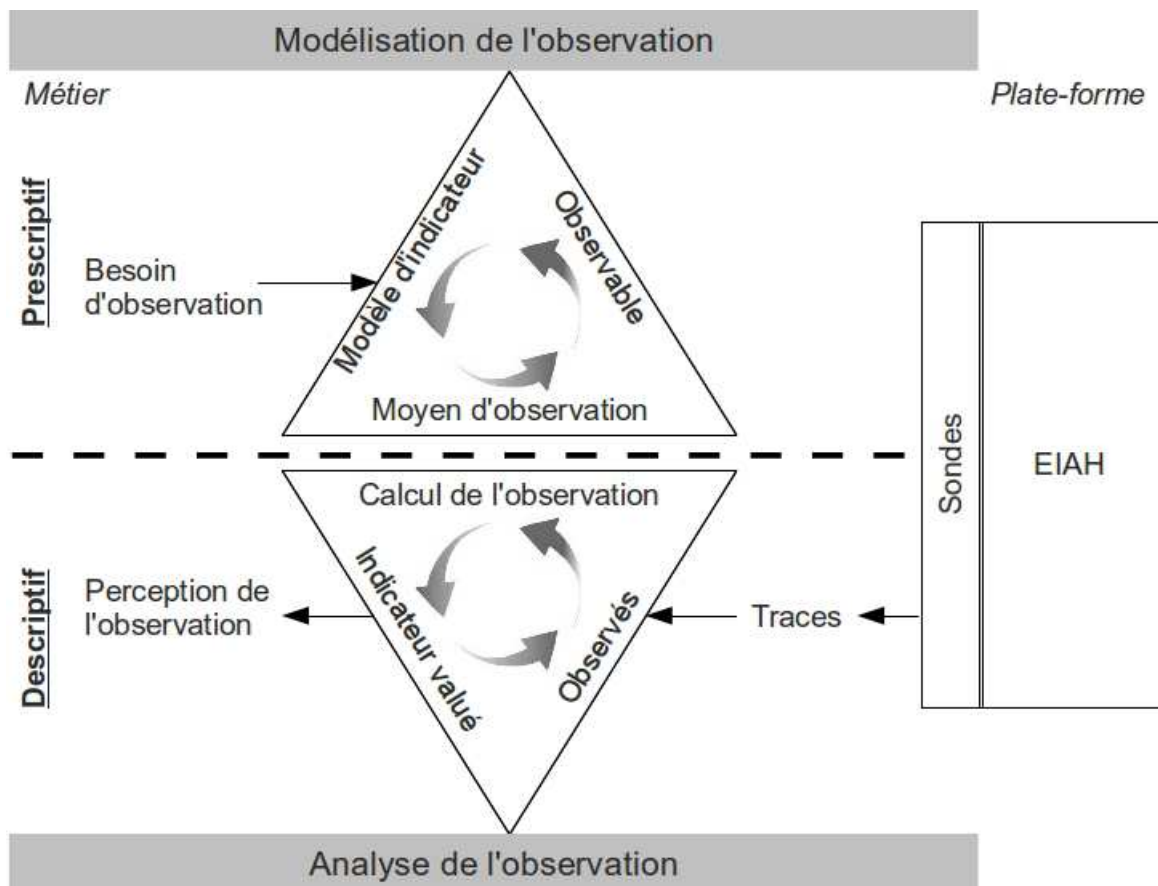 Modélisation de l'observation
Métier
Plate-forme
Prescriptif
Besoin
d'observation
Modèle d'indicateur
Observable
Moyen d'observation
Sondes
EIAH
Calcul de l'observation
Descriptif
Perception de
l'observation
Indicateur valué
Observés
Traces
Analyse de l'observation